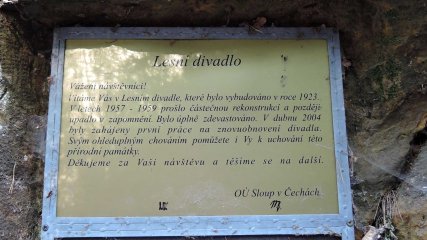 Lesní divadlo
Vážení návštěvníci!
Vítáme Vás v Lesním divadle, které bylo vybudováno v roce 1923.
V letech 1957 - 1959 prošlo částečnou rekonstrukcí a později
upadlo v zapomnění. Bylo úplně zdevastováno. V dubnu 2004
byly zahájeny první práce na znovuobnovení divadla.
Svým ohleduplným chováním pomůžete i Vy k uchování této
přírodní památky.
Děkujeme za Vaši návštěvu a těšíme se na další.
OÚ Sloup v Čechách.